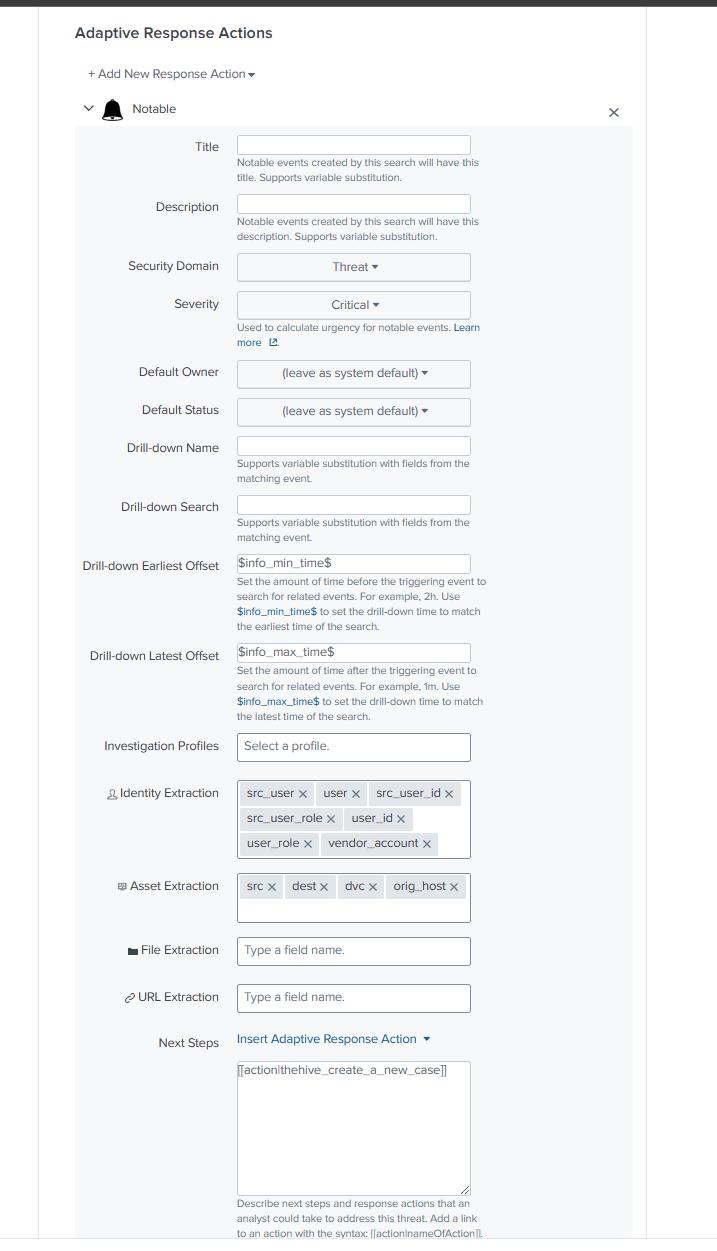 Adaptive Response Actions
+ Add New Response Action
Notable
Title
Notable events created by this search will have this
title. Supports variable substitution.
Description
Notable events created by this search will have this
description. Supports variable substitution.
Security Domain
Threat
Severity
Critical
Used to calculate urgency for notable events. Learn
more
Default Owner
(leave as system default)
Default Status
(leave as system default)
Drill-down Name
Supports variable substitution with fields from the
matching event.
Drill-down Search
Supports variable substitution with fields from the
matching event.
Drill-down Earliest Offset
$info_min_time$
Set the amount of time before the triggering event to
search for related events. For example, 2h. Use
$info_min_time$ to set the drill-down time to match
the earliest time of the search.
Drill-down Latest Offset
$info_max_time$
Set the amount of time after the triggering event to
search for related events. For example, 1m. Use
$info_max_time$ to set the drill-down time to match
the latest time of the search.
Investigation Profiles
Select a profile.
Identity Extraction
src_user × user × src_user_id ×
src_user_role × user_id ×
user_role × vendor_account ×
Asset Extraction
src × dest × dvc × orig_host ×
File Extraction
Type a field name.
URL Extraction
Type a field name.
Next Steps
Insert Adaptive Response Action
[[action|thehive_create_a_new_case]]
Describe next steps and response actions that an
analyst could take to address this threat. Add a link
to an action with the syntax: [[action|nameOfAction]].